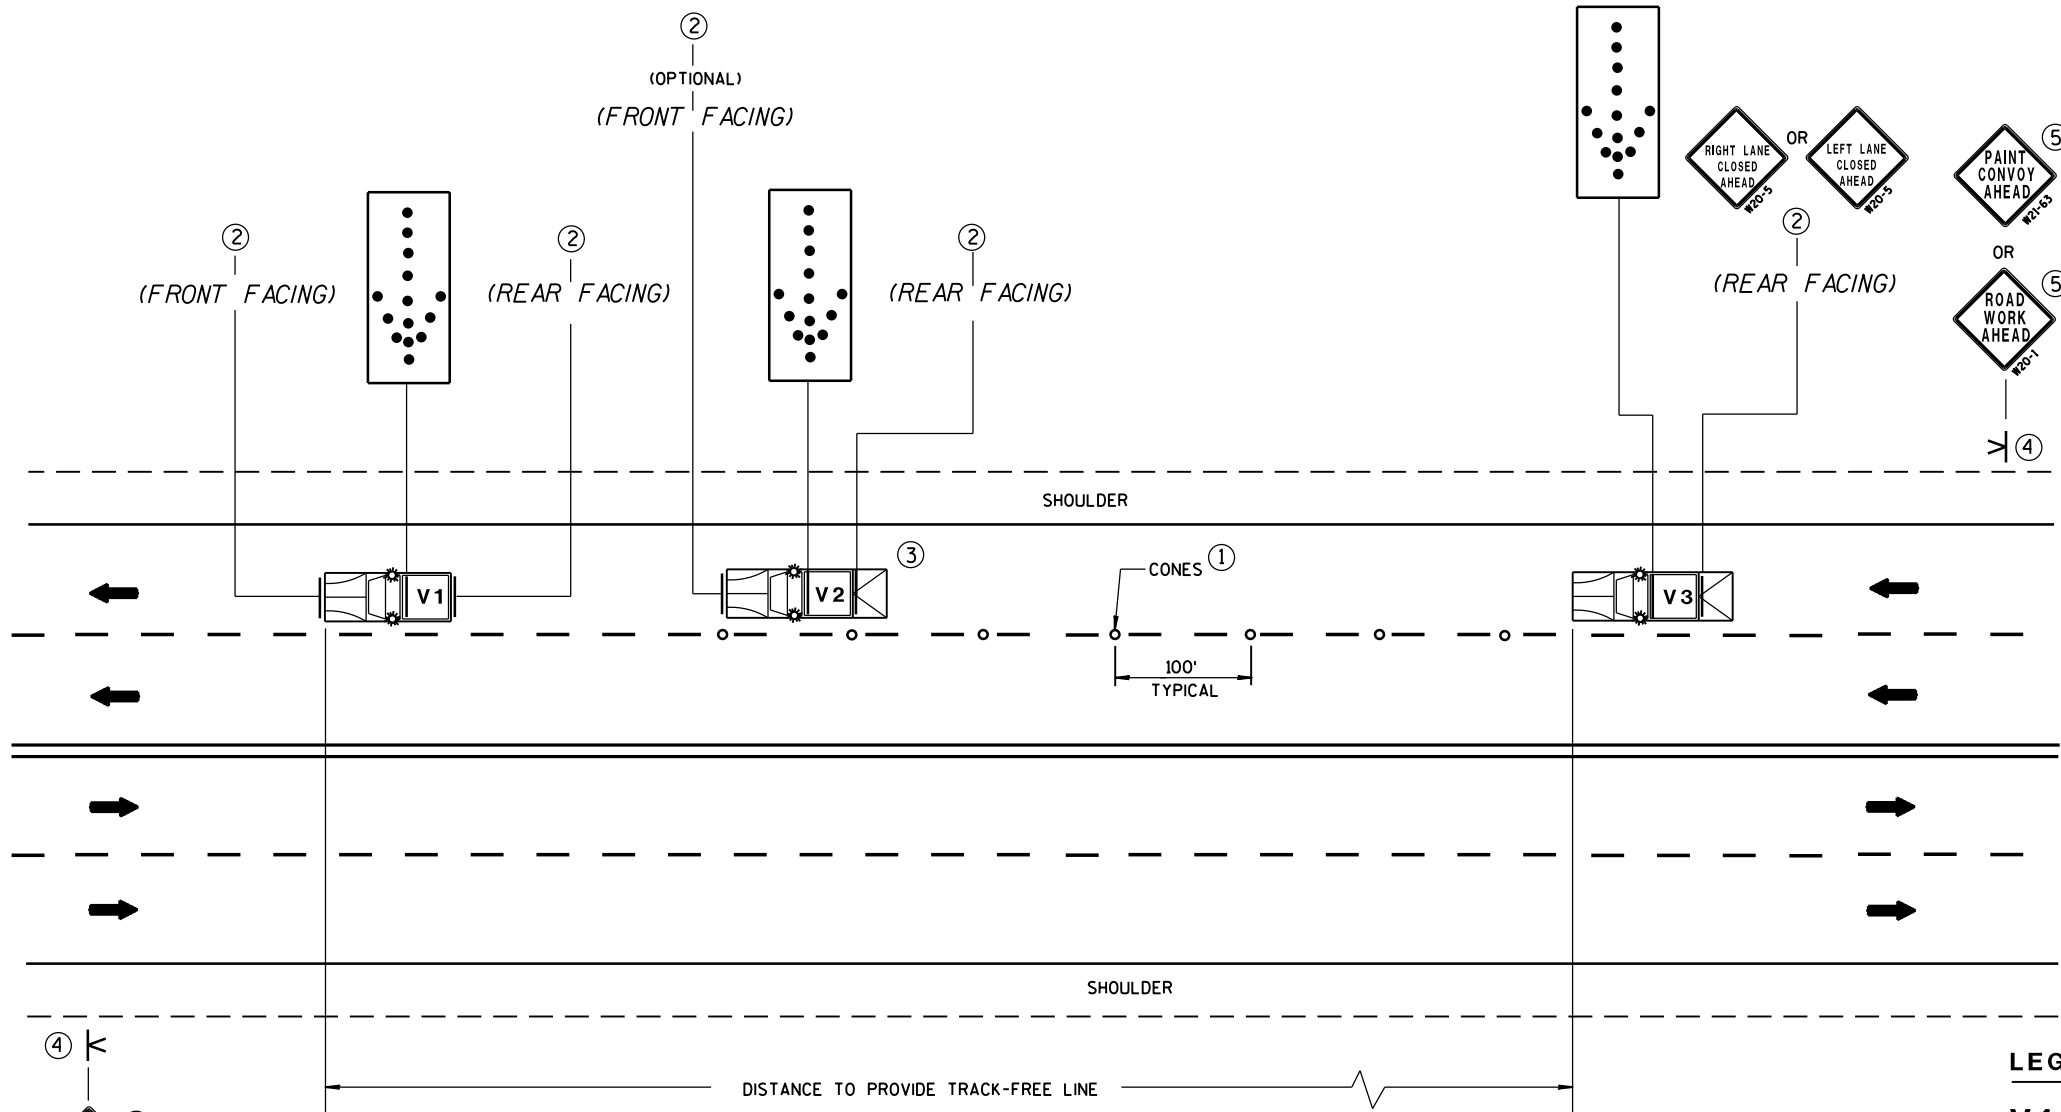 ②
(OPTIONAL)
(FRONT FACING)
②
(FRONT FACING)
②
(REAR FACING)
②
(REAR FACING)
RIGHT LANE
CLOSED
AHEAD
W20-5
OR
LEFT LANE
CLOSED
AHEAD
W20-5
②
(REAR FACING)
⑤
PAINT
CONVOY
AHEAD
W21-63
OR
⑤
ROAD
WORK
AHEAD
W20-1
④
SHOULDER
V1
V2
③
CONES ①
V3
100'
TYPICAL
SHOULDER
④
DISTANCE TO PROVIDE TRACK-FREE LINE
LEG